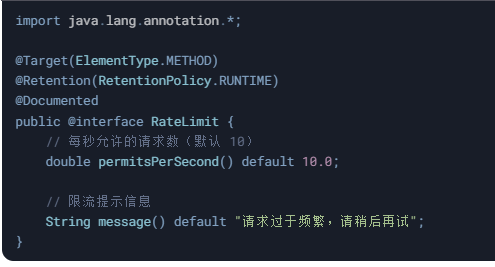 import java.lang.annotation.*;
@Target(ElementType.METHOD)
@Retention(RetentionPolicy.RUNTIME)
@Documented
public @interface RateLimit {
    // 每秒允许的请求数（默认 10）
    double permitsPerSecond() default 10.0;
    // 限流提示信息
    String message() default "请求过于频繁，请稍后再试";
}